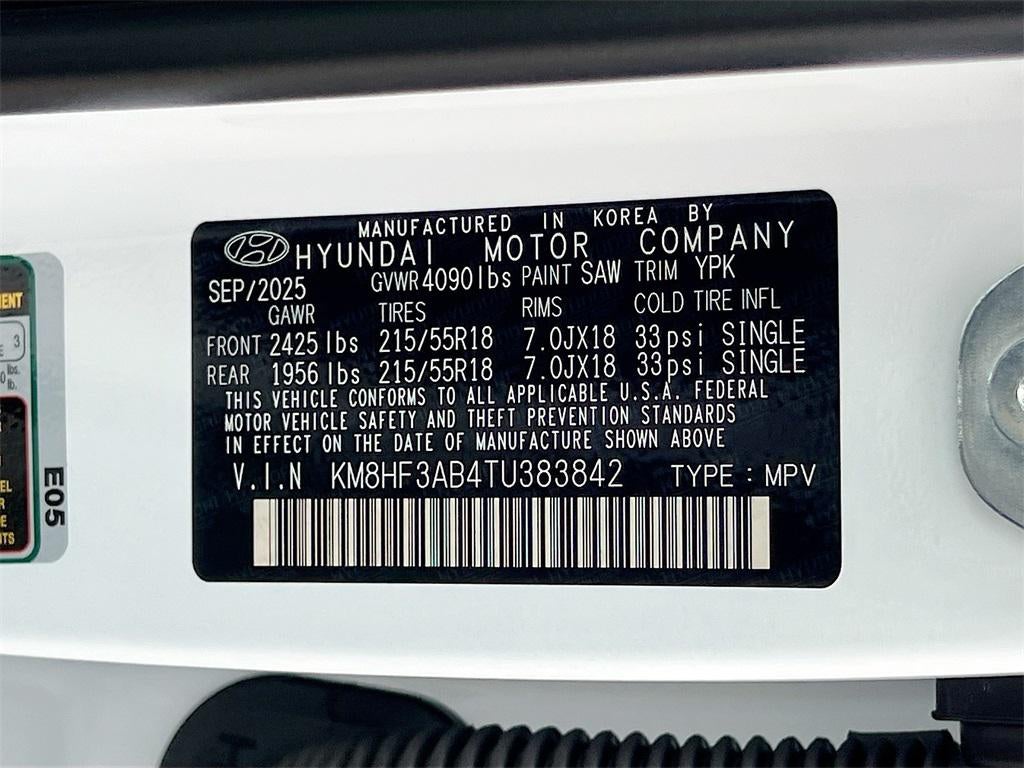 MANUFACTURED IN KOREA BY
HYUNDAI MOTOR COMPANY
SEP/2025 GVWR 4090 lbs PAINT SAW TRIM YPK
GAWR TIRES RIMS COLD TIRE INFL
FRONT 2425 lbs 215/55R18 7.0JX18 33psi SINGLE
REAR 1956 lbs 215/55R18 7.0JX18 33psi SINGLE
THIS VEHICLE CONFORMS TO ALL APPLICABLE U.S.A. FEDERAL
MOTOR VEHICLE SAFETY AND THEFT PREVENTION STANDARDS
IN EFFECT ON THE DATE OF MANUFACTURE SHOWN ABOVE
V.I.N KM8HF3AB4TU383842 TYPE : MPV
3
lbs.
lb.
E05